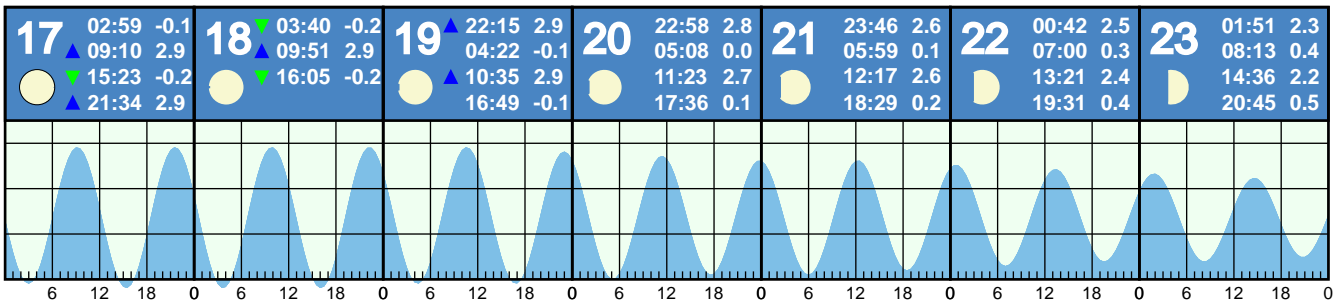 17
02:59 -0.1
▲ 09:10 2.9
▼ 15:23 -0.2
▲ 21:34 2.9
18
▼ 03:40 -0.2
▲ 09:51 2.9
▼ 16:05 -0.2
19
▲ 22:15 2.9
04:22 -0.1
▲ 10:35 2.9
16:49 -0.1
20
22:58 2.8
05:08 0.0
11:23 2.7
17:36 0.1
21
23:46 2.6
05:59 0.1
12:17 2.6
18:29 0.2
22
00:42 2.5
07:00 0.3
13:21 2.4
19:31 0.4
23
01:51 2.3
08:13 0.4
14:36 2.2
20:45 0.5
6 12 18 0 6 12 18 0 6 12 18 0 6 12 18 0 6 12 18 0 6 12 18 0 6 12 18 0